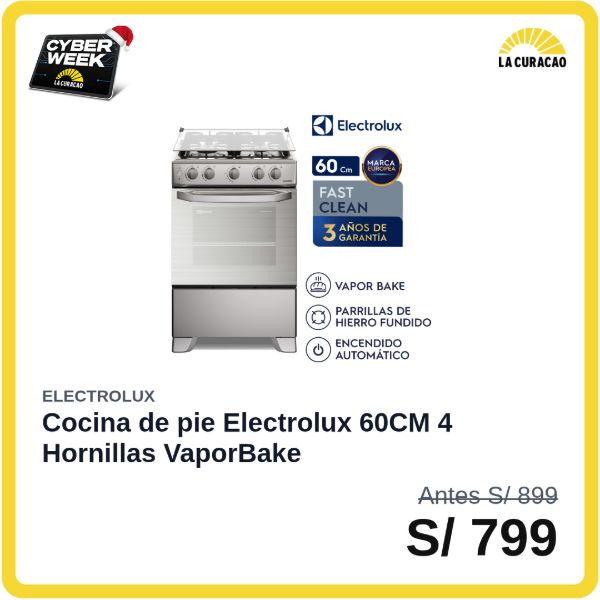 CYBER
WEEK
LA CURACAO
LA CURACAO
Electrolux
60 Cm
MARCA
EUROPEA
FAST
CLEAN
3 AÑOS DE
GARANTÍA
VAPOR BAKE
PARRILLAS DE
HIERRO FUNDIDO
ENCENDIDO
AUTOMÁTICO
ELECTROLUX
Cocina de pie Electrolux 60CM 4
Hornillas VaporBake
Antes S/ 899
S/ 799